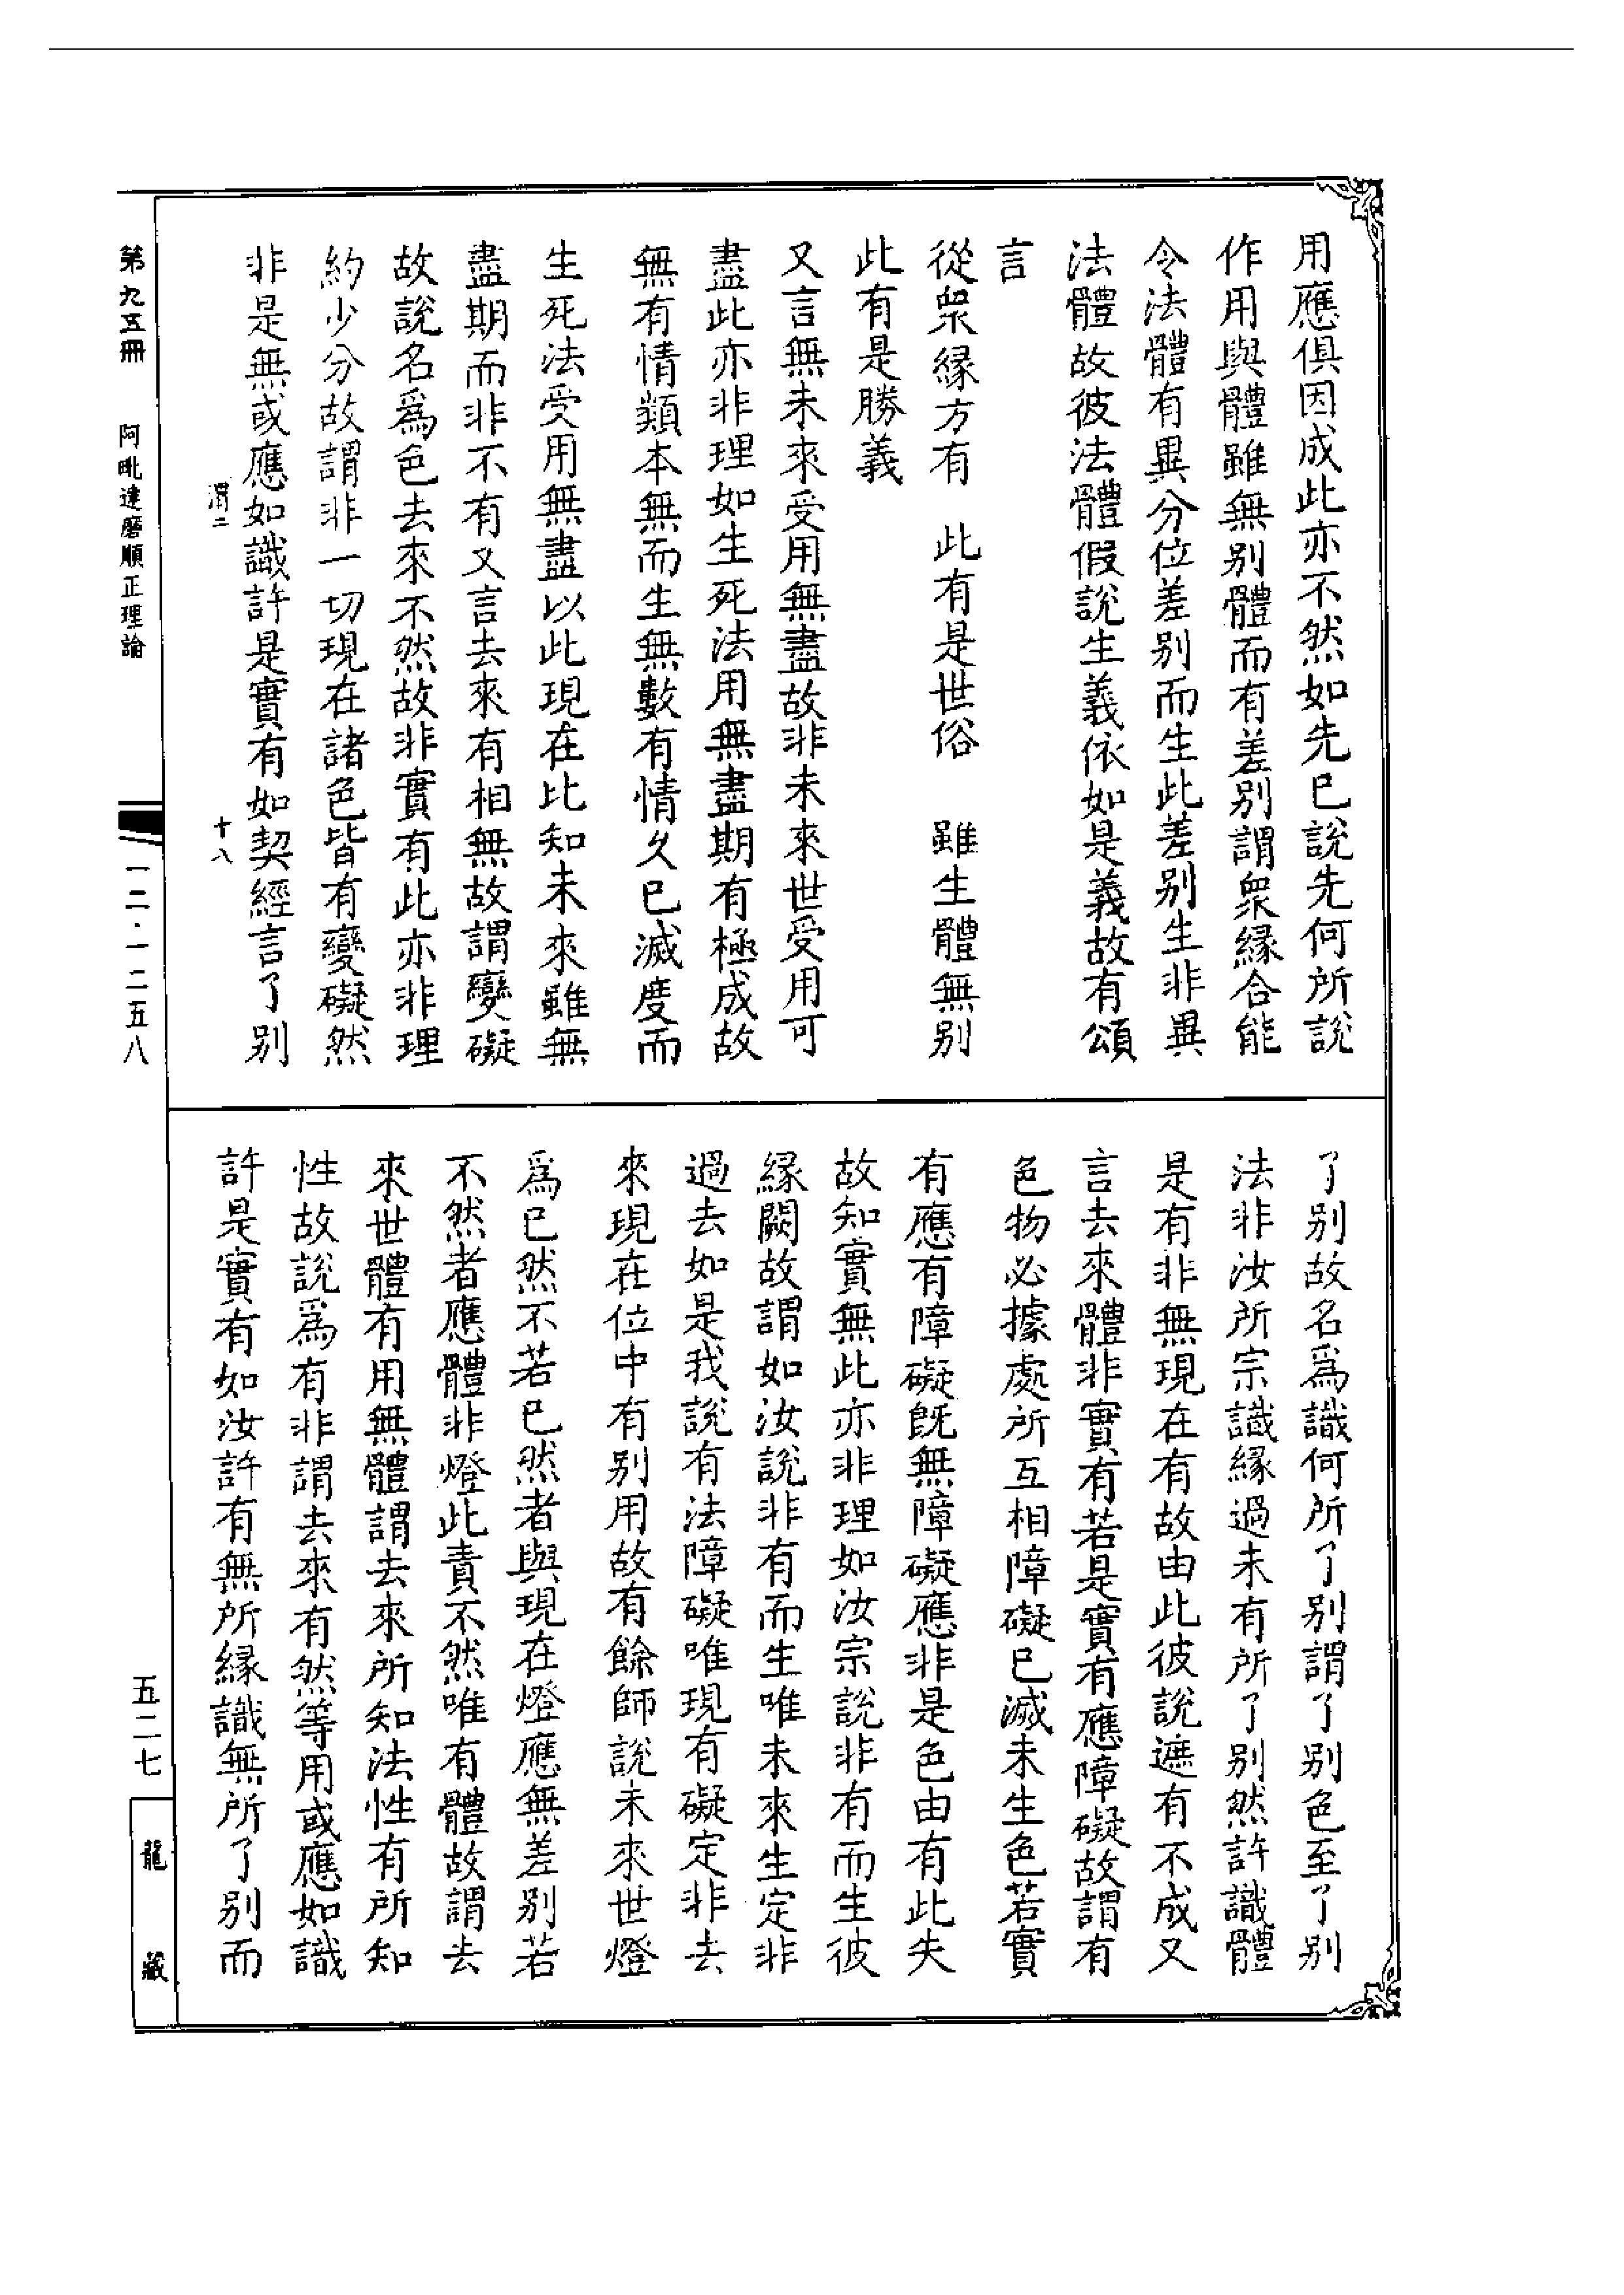 用應俱因成此亦不然如先已說先何所說
作用與體雖無別體而有差別謂衆緣合能
令法體有異分位差別而生此差別生非異
法體故彼法體假說生義依如是義故有頌
言
從衆緣方有　此有是世俗　雖生體無別
此有是勝義
又言無未來受用無盡故非未來世受用可
盡此亦非理如生死法用無盡期有極成故
無有情類本無而生無數有情久已滅度而
生死法受用無盡以此現在比知未來雖無
盡期而非不有又言去來有相無故謂變礙
故說名爲色去來不然故非實有此亦非理
約少分故謂非一切現在諸色皆有變礙然
非是無或應如識許是實有如契經言了別
渭二　十八
了別故名爲識何所了別謂了別色至了別
法非汝所宗識緣過未有所了別然許識體
是有非無現在有故由此彼說遮有不成又
言去來體非實有若是實有應障礙故謂有
色物必據處所互相障礙已滅未生色若實
有應有障礙旣無障礙應非是色由有此失
故知實無此亦非理如汝宗說非有而生彼
緣闕故謂如汝說非有而生唯未來生定非
過去如是我說有法障礙唯現有礙定非去
來現在位中有別用故有餘師說未來世燈
爲已然不若已然者與現在燈應無差別若
不然者應體非燈此責不然唯有體故謂去
來世體有用無體謂去來所知法性有所知
性故說爲有非謂去來有然等用或應如識
許是實有如汝許有無所緣識無所了別而
第九五冊　阿毗達磨順正理論
一二·一二五八
五二七
龍藏